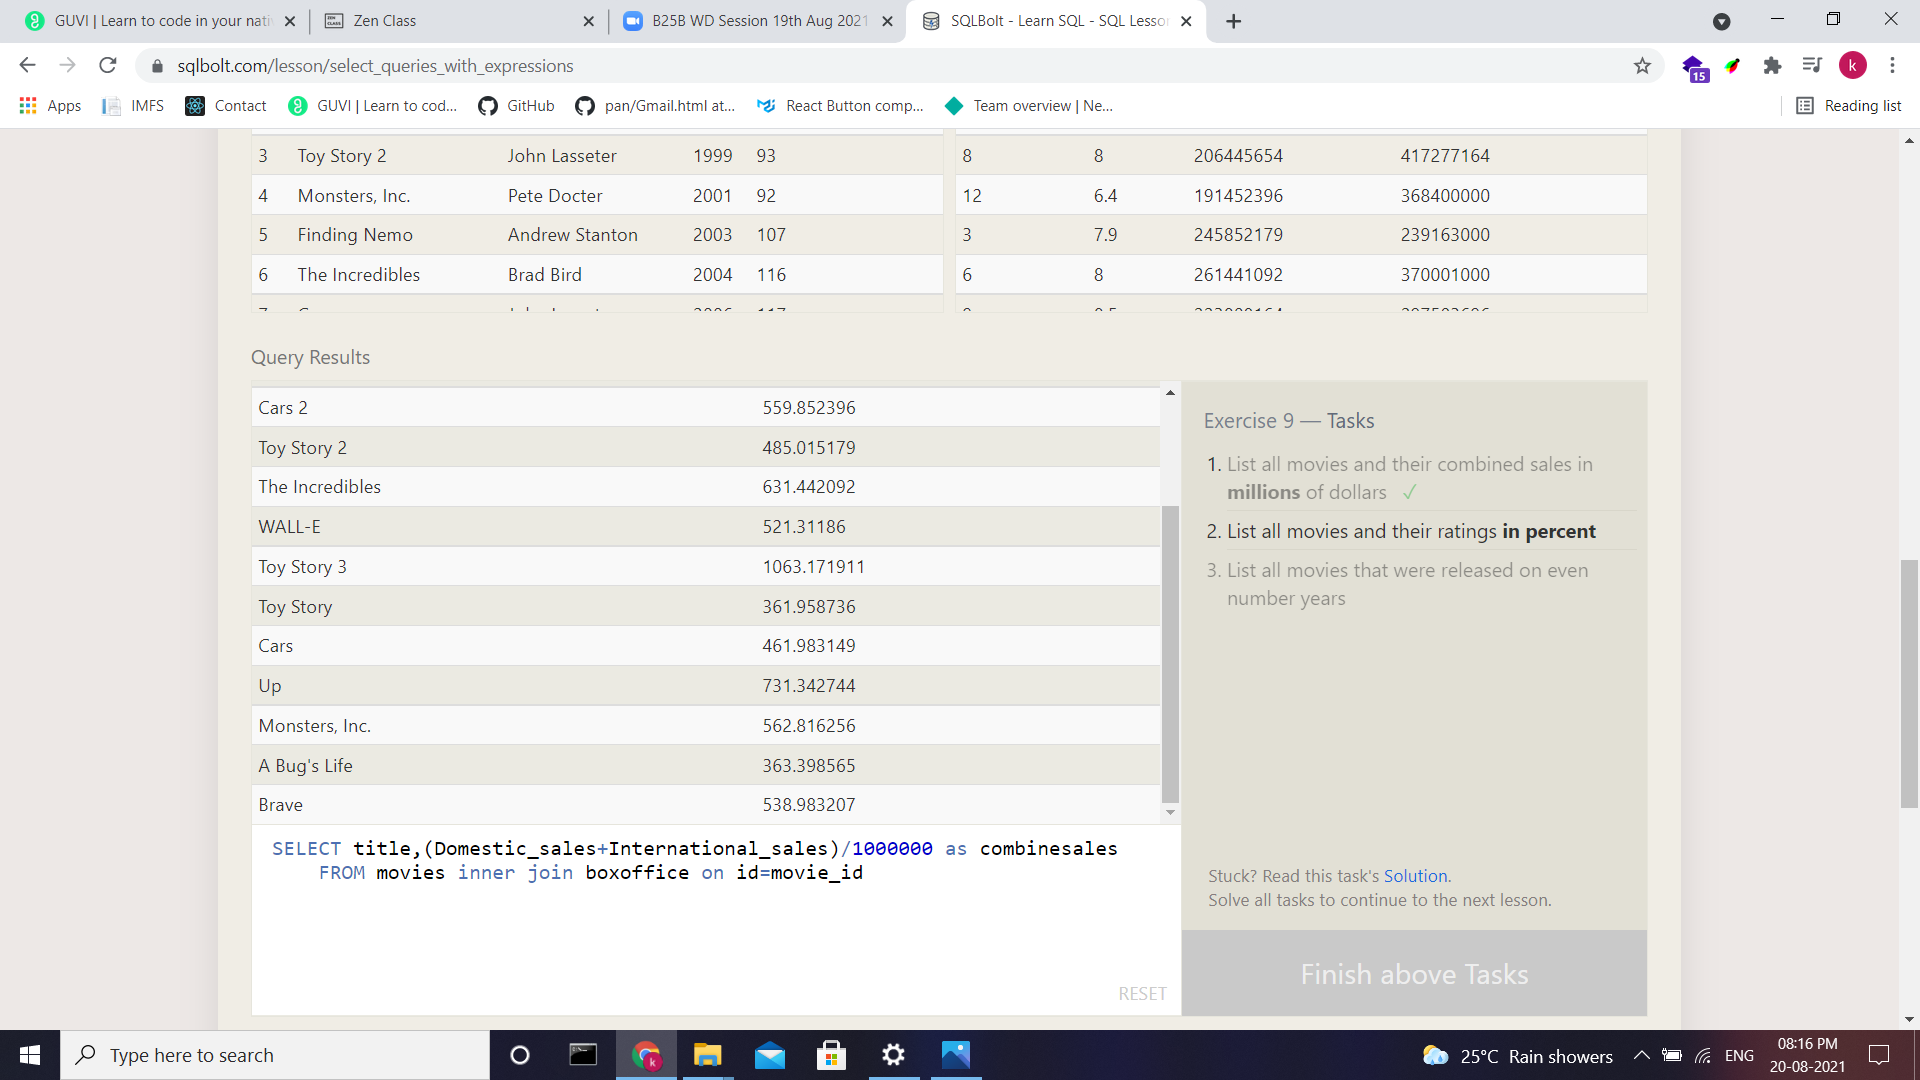 GUVI | Learn to code in your nati
Zen Class
B25B WD Session 19th Aug 2021
SQLBolt - Learn SQL - SQL Lesso
sqlbolt.com/lesson/select_queries_with_expressions
15
k
Apps
IMFS
Contact
GUVI | Learn to cod...
GitHub
pan/Gmail.html at...
React Button comp...
Team overview | Ne...
Reading list
3 Toy Story 2 John Lasseter 1999 93 8 8 206445654 417277164
4 Monsters, Inc. Pete Docter 2001 92 12 6.4 191452396 368400000
5 Finding Nemo Andrew Stanton 2003 107 3 7.9 245852179 239163000
6 The Incredibles Brad Bird 2004 116 6 8 261441092 370001000
Query Results
Cars 2 559.852396
Toy Story 2 485.015179
The Incredibles 631.442092
WALL-E 521.31186
Toy Story 3 1063.171911
Toy Story 361.958736
Cars 461.983149
Up 731.342744
Monsters, Inc. 562.816256
A Bug's Life 363.398565
Brave 538.983207
SELECT title,(Domestic_sales+International_sales)/1000000 as combinesales
FROM movies inner join boxoffice on id=movie_id
RESET
Exercise 9 — Tasks
1. List all movies and their combined sales in
millions of dollars ✓
2. List all movies and their ratings in percent
3. List all movies that were released on even
number years
Stuck? Read this task's Solution.
Solve all tasks to continue to the next lesson.
Finish above Tasks
Type here to search
25°C Rain showers
ENG
08:16 PM
20-08-2021